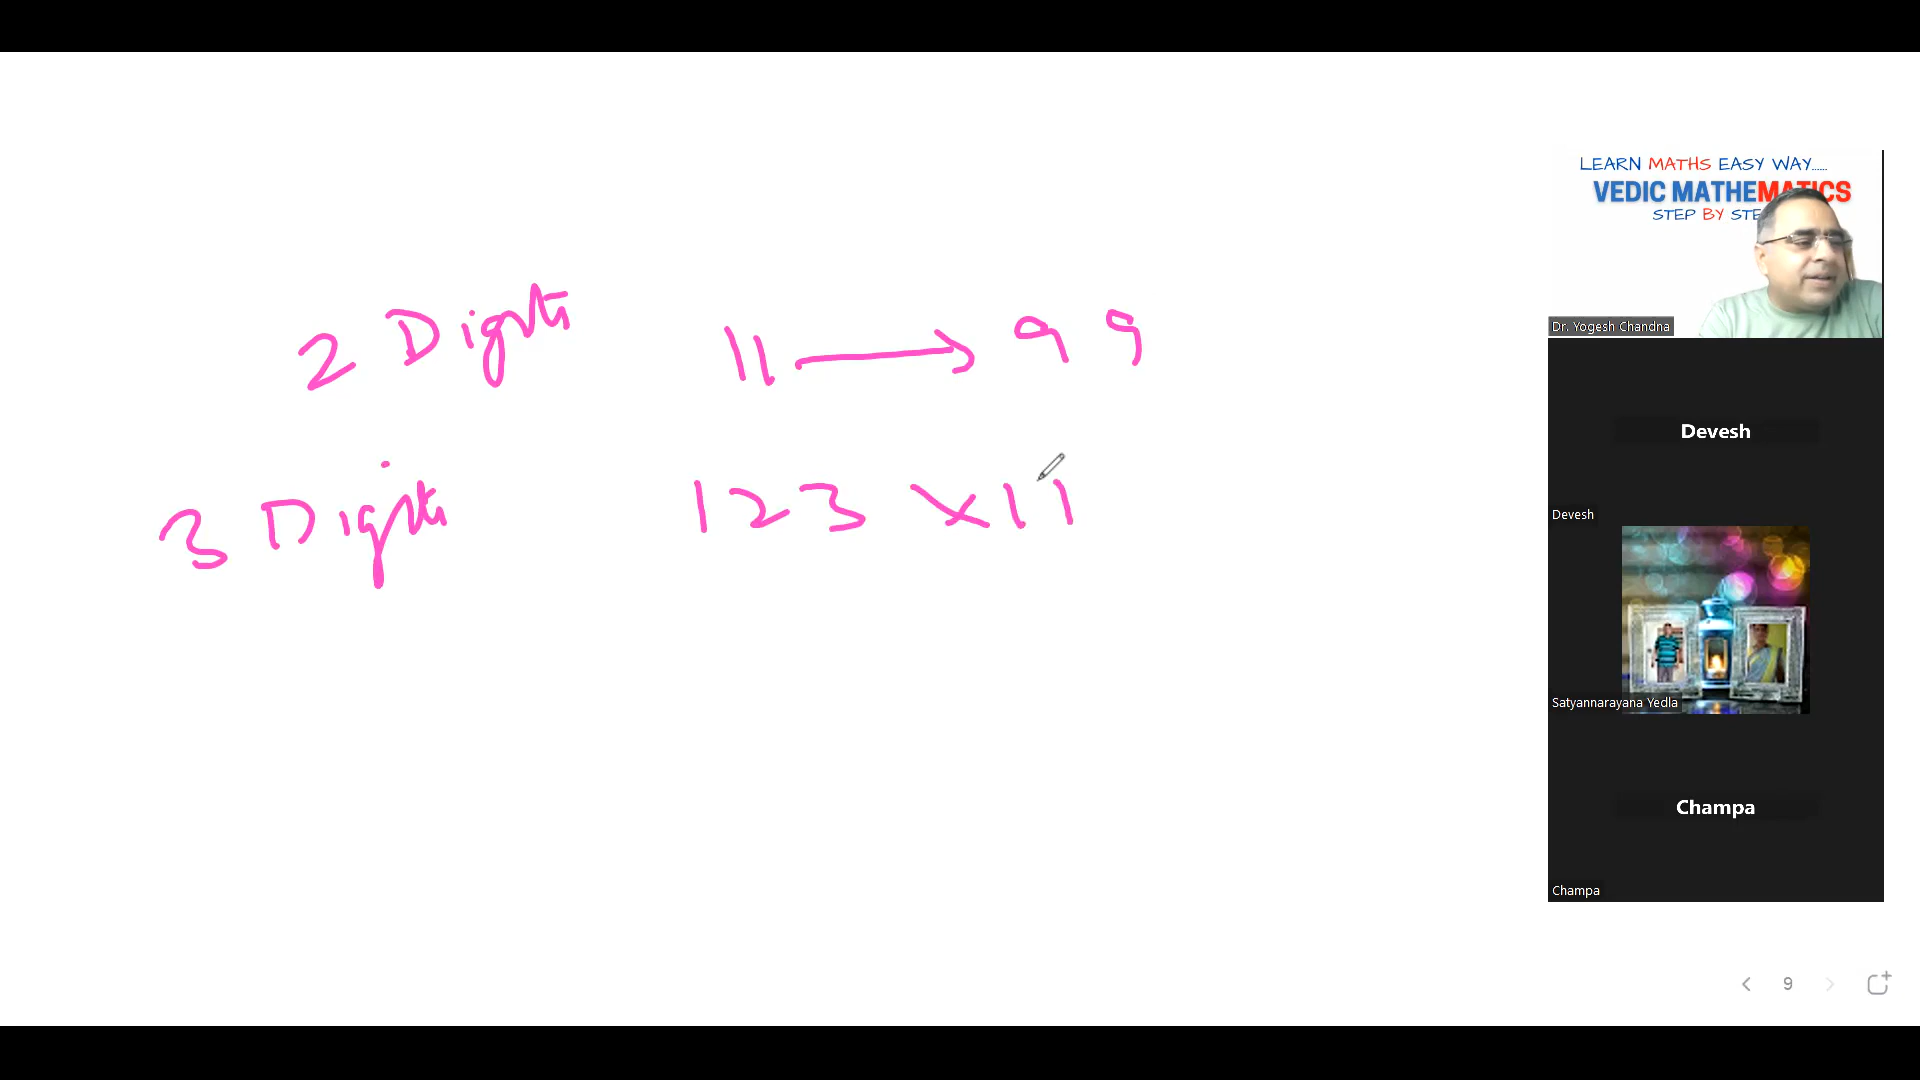 LEARN MATHS EASY WAY......
VEDIC MATHEMATICS
STEP BY STE
Dr. Yogesh Chandna
2 Digits 11 → 99
3 Digits 123 × 11
Devesh
Devesh
Satyannarayana Yedla
Champa
Champa
9